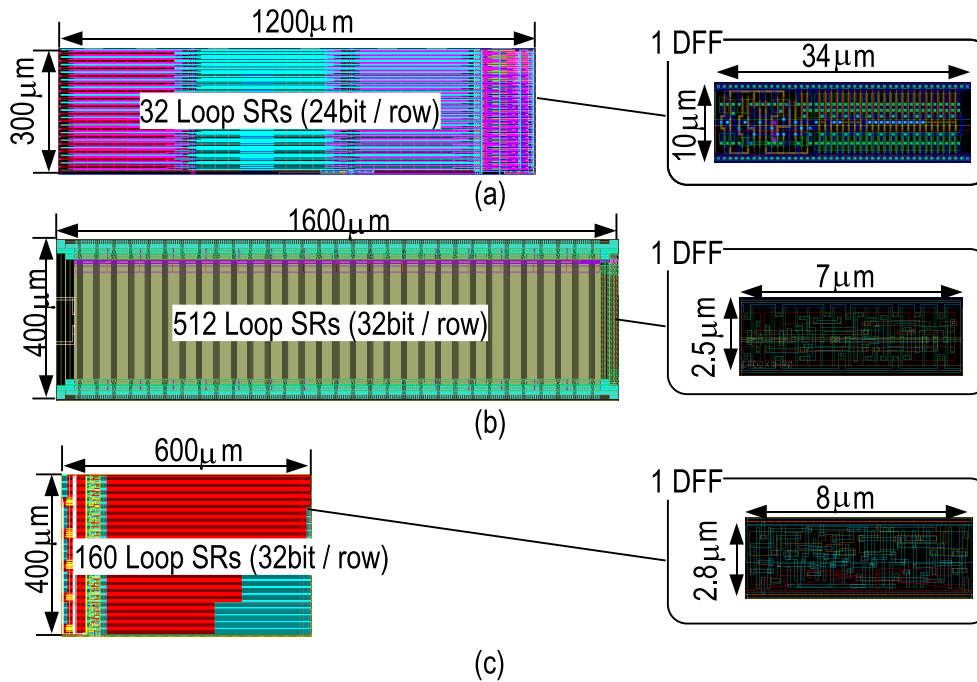 1200μm
300μm
32 Loop SRs (24bit / row)
1 DFF
34μm
10μm
(a)
1600μm
400μm
512 Loop SRs (32bit / row)
1 DFF
7μm
2.5μm
(b)
600μm
400μm
160 Loop SRs (32bit / row)
1 DFF
8μm
2.8μm
(c)